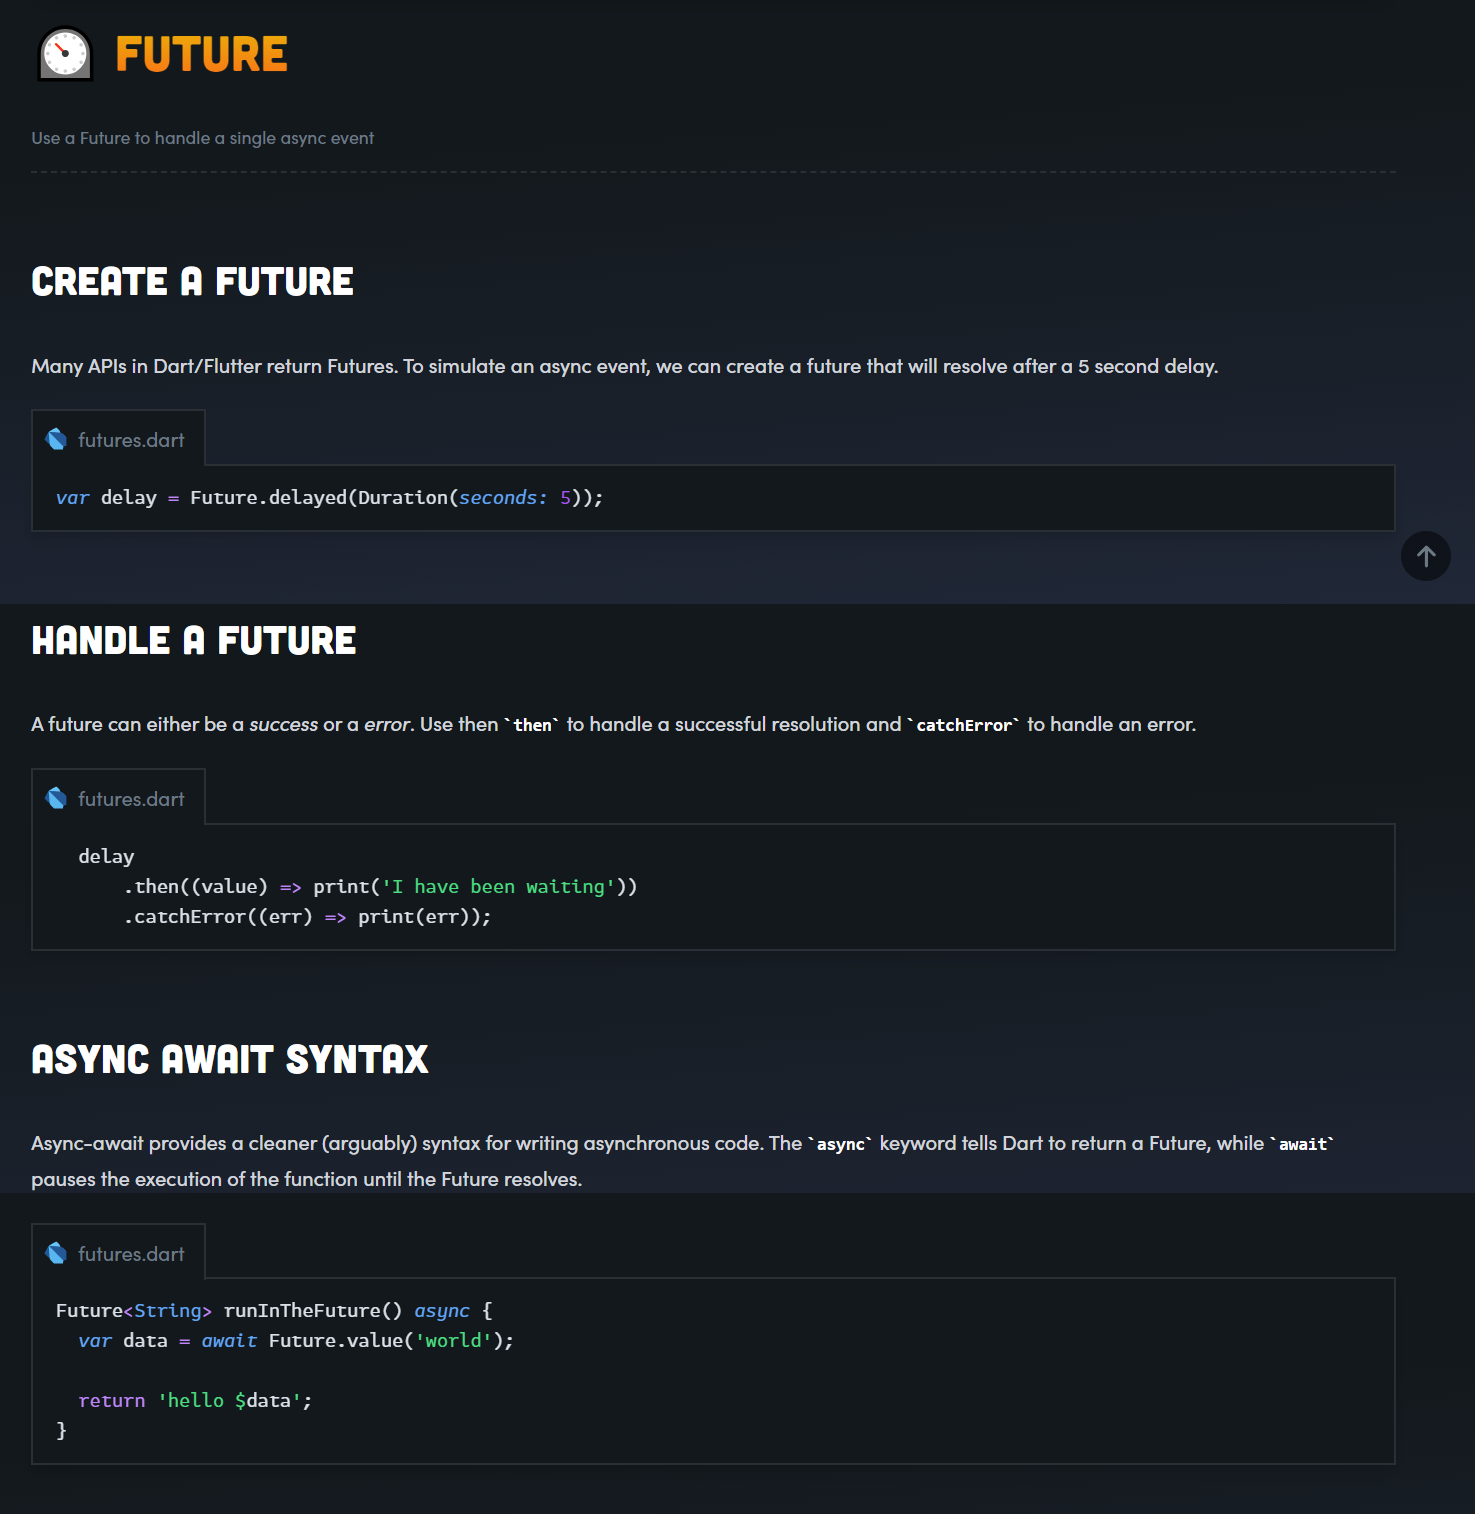 FUTURE
Use a Future to handle a single async event
CREATE A FUTURE
Many APIs in Dart/Flutter return Futures. To simulate an async event, we can create a future that will resolve after a 5 second delay.
futures.dart
var delay = Future.delayed(Duration(seconds: 5));
HANDLE A FUTURE
A future can either be a success or a error. Use then `then` to handle a successful resolution and `catchError` to handle an error.
futures.dart
  delay
      .then((value) => print('I have been waiting'))
      .catchError((err) => print(err));
ASYNC AWAIT SYNTAX
Async-await provides a cleaner (arguably) syntax for writing asynchronous code. The `async` keyword tells Dart to return a Future, while `await`
pauses the execution of the function until the Future resolves.
futures.dart
Future<String> runInTheFuture() async {
  var data = await Future.value('world');
  return 'hello $data';
}